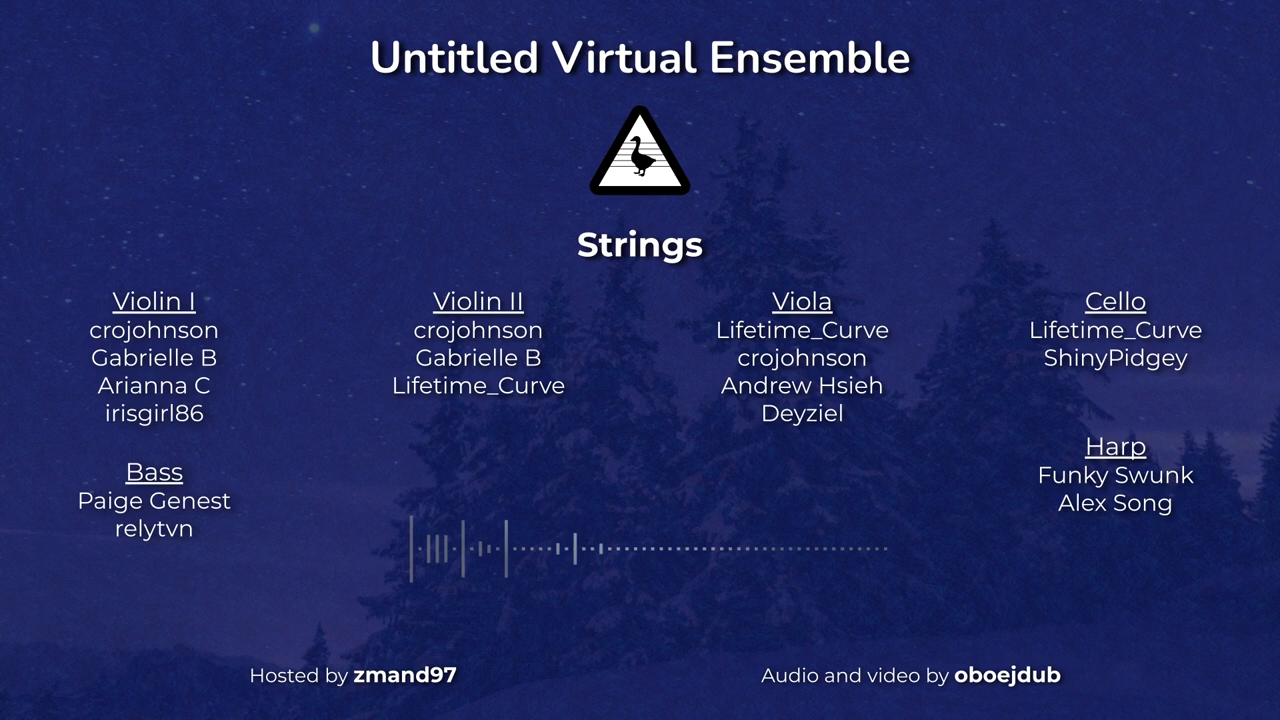 Untitled Virtual Ensemble
Strings
Violin I
crojohnson
Gabrielle B
Arianna C
irisgirl86
Bass
Paige Genest
relytvn
Violin II
crojohnson
Gabrielle B
Lifetime_Curve
Viola
Lifetime_Curve
crojohnson
Andrew Hsieh
Deyziel
Cello
Lifetime_Curve
ShinyPidgey
Harp
Funky Swunk
Alex Song
Hosted by zmand97
Audio and video by oboejdub